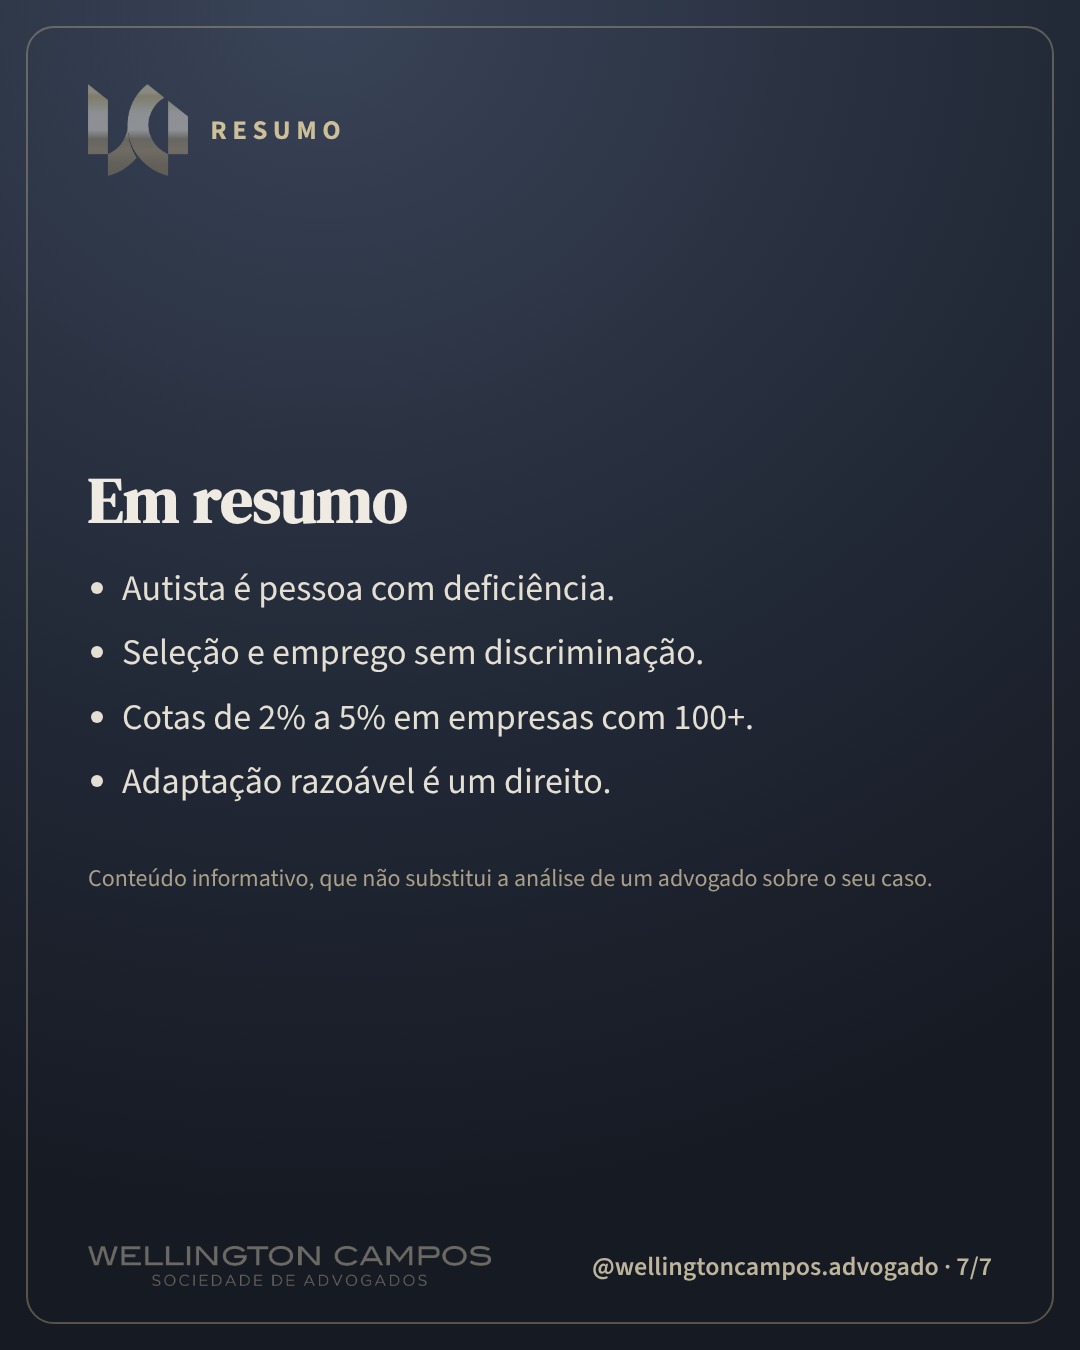 RESUMO
Em resumo
• Autista é pessoa com deficiência.
• Seleção e emprego sem discriminação.
• Cotas de 2% a 5% em empresas com 100+.
• Adaptação razoável é um direito.
Conteúdo informativo, que não substitui a análise de um advogado sobre o seu caso.
WELLINGTON CAMPOS
SOCIEDADE DE ADVOGADOS
@wellingtoncampos.advogado · 7/7